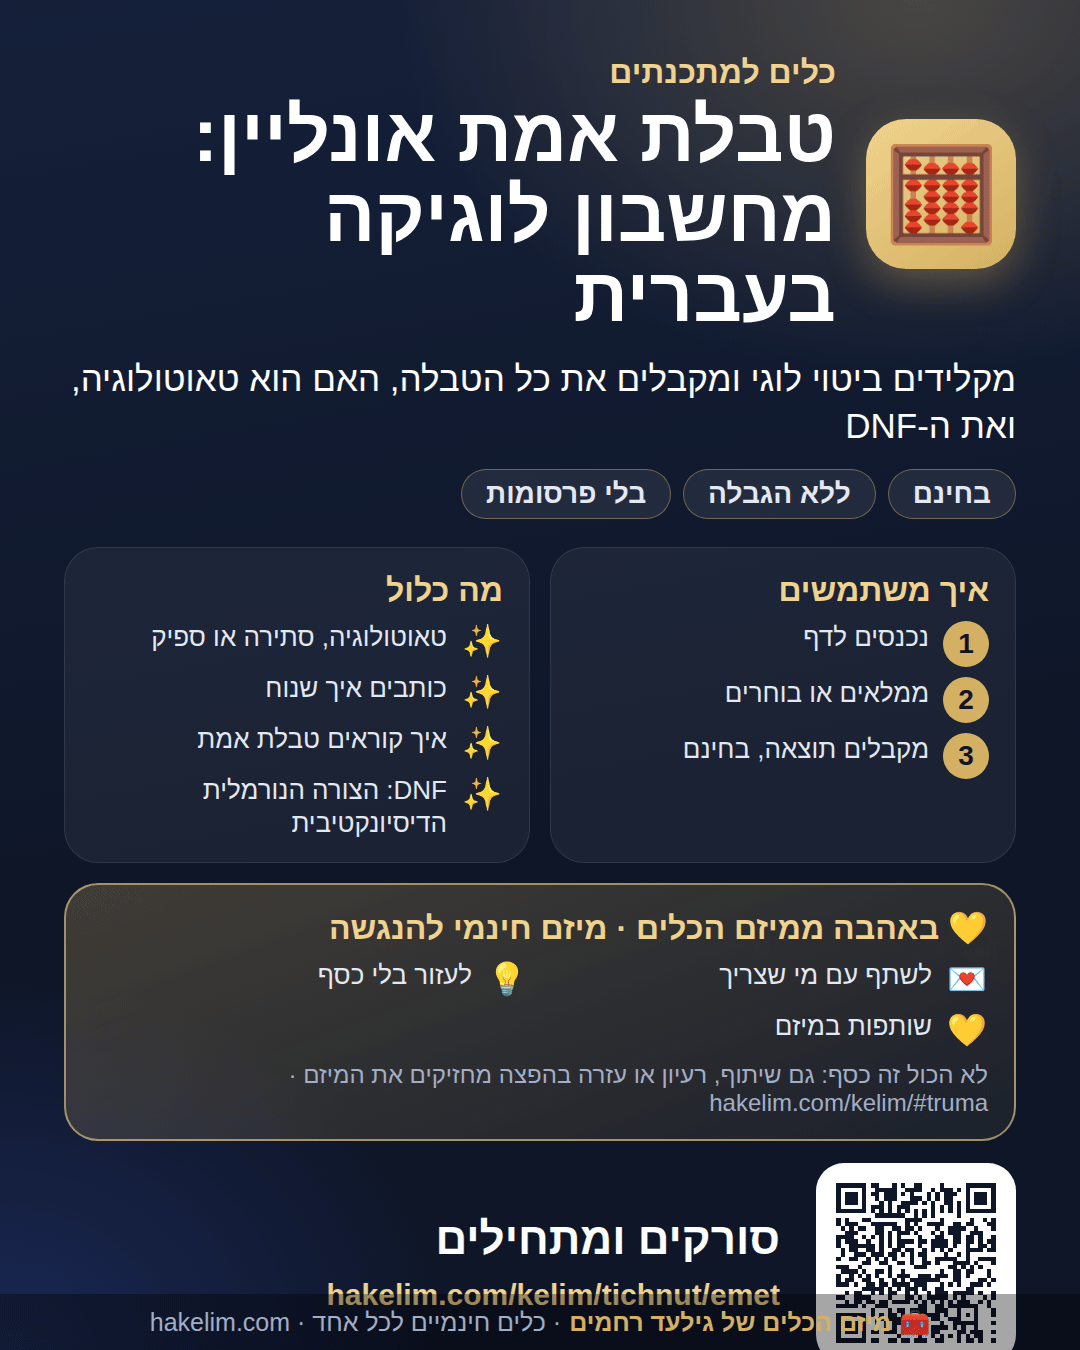 כלים למתכנתים
טבלת אמת אונליין:
מחשבון לוגיקה
בעברית
מקלידים ביטוי לוגי ומקבלים את כל הטבלה, האם הוא טאוטולוגיה,
ואת ה-DNF
בחינם
ללא הגבלה
בלי פרסומות
איך משתמשים
1 נכנסים לדף
2 ממלאים או בוחרים
3 מקבלים תוצאה, בחינם
מה כלול
✨ טאוטולוגיה, סתירה או ספיק
✨ כותבים איך שנוח
✨ איך קוראים טבלת אמת
✨ DNF: הצורה הנורמלית
הדיסיונקטיבית
💛 באהבה ממיזם הכלים · מיזם חינמי להנגשה
💌 לשתף עם מי שצריך
💡 לעזור בלי כסף
💛 שותפות במיזם
לא הכול זה כסף: גם שיתוף, רעיון או עזרה בהפצה מחזיקים את המיזם ·
hakelim.com/kelim/#truma
סורקים ומתחילים
hakelim.com/kelim/tichnut/emet
🧰 מיזם הכלים של גילעד רחמים · כלים חינמיים לכל אחד · hakelim.com